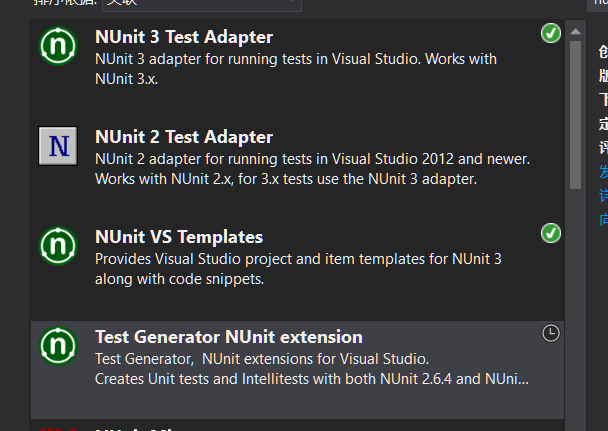 NUnit 3 Test Adapter
NUnit 3 adapter for running tests in Visual Studio. Works with
NUnit 3.x.
N
NUnit 2 Test Adapter
NUnit 2 adapter for running tests in Visual Studio 2012 and newer.
Works with NUnit 2.x, for 3.x tests use the NUnit 3 adapter.
NUnit VS Templates
Provides Visual Studio project and item templates for NUnit 3
along with code snippets.
Test Generator NUnit extension
Test Generator, NUnit extensions for Visual Studio.
Creates Unit tests and Intellitests with both NUnit 2.6.4 and NUni...